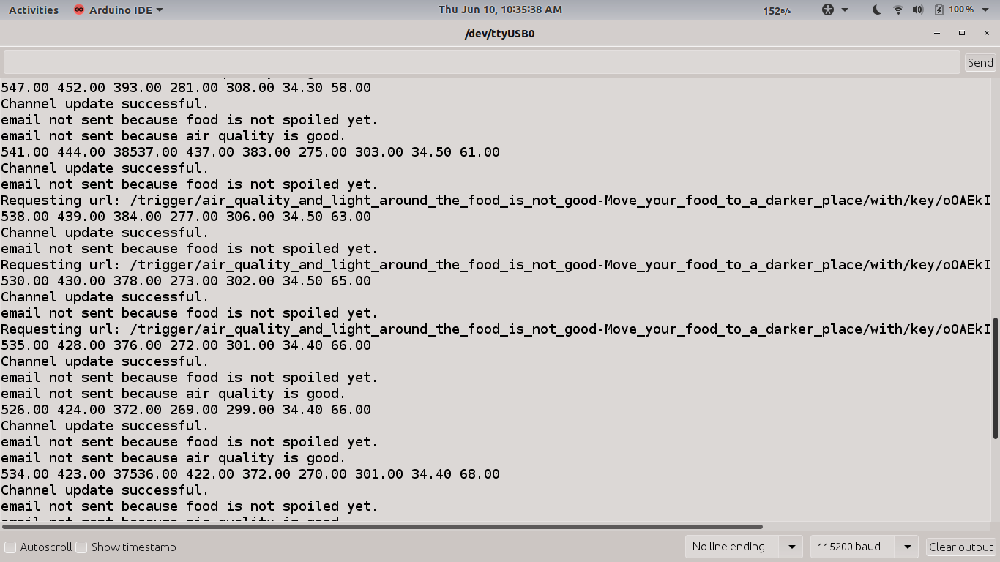 Activities Arduino IDE Thu Jun 10, 10:35:38 AM 152B/s 100 %
/dev/ttyUSB0
Send
547.00 452.00 393.00 281.00 308.00 34.30 58.00
Channel update successful.
email not sent because food is not spoiled yet.
email not sent because air quality is good.
541.00 444.00 38537.00 437.00 383.00 275.00 303.00 34.50 61.00
Channel update successful.
email not sent because food is not spoiled yet.
Requesting url: /trigger/air_quality_and_light_around_the_food_is_not_good-Move_your_food_to_a_darker_place/with/key/oOAEkI
538.00 439.00 384.00 277.00 306.00 34.50 63.00
Channel update successful.
email not sent because food is not spoiled yet.
Requesting url: /trigger/air_quality_and_light_around_the_food_is_not_good-Move_your_food_to_a_darker_place/with/key/oOAEkI
530.00 430.00 378.00 273.00 302.00 34.50 65.00
Channel update successful.
email not sent because food is not spoiled yet.
Requesting url: /trigger/air_quality_and_light_around_the_food_is_not_good-Move_your_food_to_a_darker_place/with/key/oOAEkI
535.00 428.00 376.00 272.00 301.00 34.40 66.00
Channel update successful.
email not sent because food is not spoiled yet.
email not sent because air quality is good.
526.00 424.00 372.00 269.00 299.00 34.40 66.00
Channel update successful.
email not sent because food is not spoiled yet.
email not sent because air quality is good.
534.00 423.00 37536.00 422.00 372.00 270.00 301.00 34.40 68.00
Channel update successful.
email not sent because food is not spoiled yet.
email not sent because air quality is good.
Autoscroll Show timestamp No line ending 115200 baud Clear output